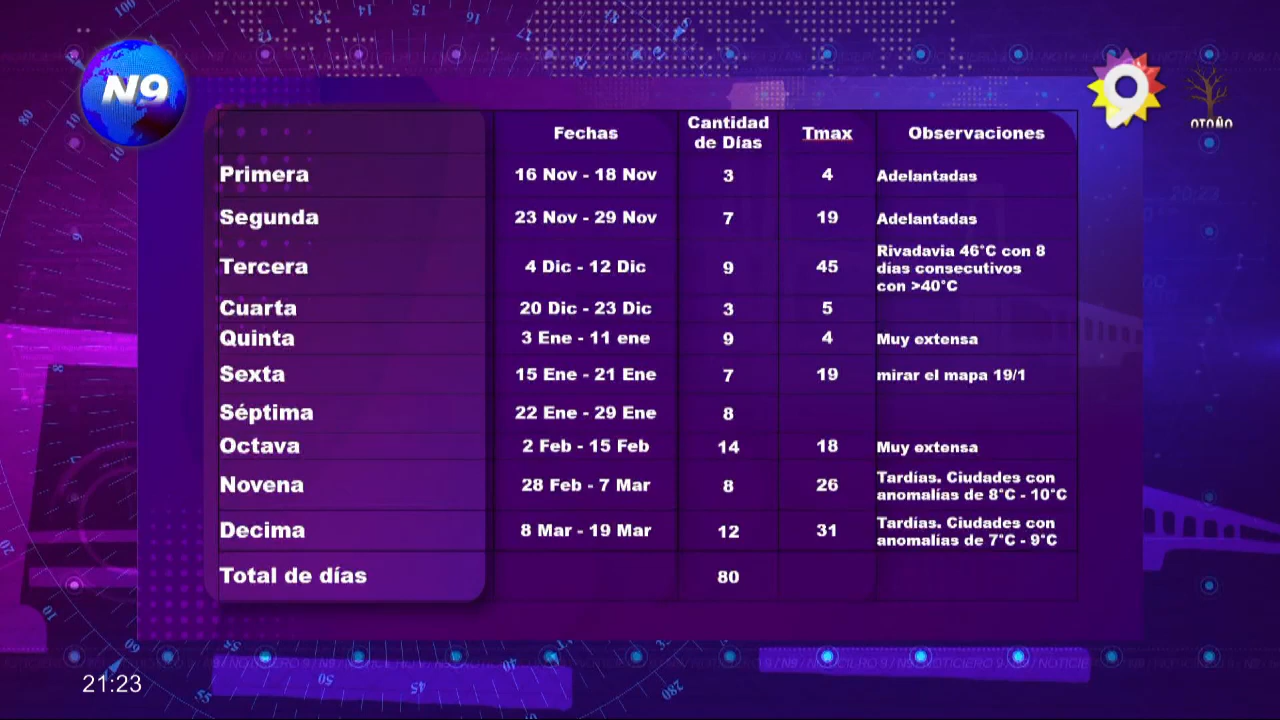 N9
9
OTOÑO
Fechas Cantidad de Días Tmax Observaciones
Primera 16 Nov - 18 Nov 3 4 Adelantadas
Segunda 23 Nov - 29 Nov 7 19 Adelantadas
Tercera 4 Dic - 12 Dic 9 45 Rivadavia 46°C con 8
días consecutivos
con >40°C
Cuarta 20 Dic - 23 Dic 3 5
Quinta 3 Ene - 11 ene 9 4 Muy extensa
Sexta 15 Ene - 21 Ene 7 19 mirar el mapa 19/1
Séptima 22 Ene - 29 Ene 8
Octava 2 Feb - 15 Feb 14 18 Muy extensa
Novena 28 Feb - 7 Mar 8 26 Tardías. Ciudades con
anomalías de 8°C - 10°C
Decima 8 Mar - 19 Mar 12 31 Tardías. Ciudades con
anomalías de 7°C - 9°C
Total de días 80
21:23